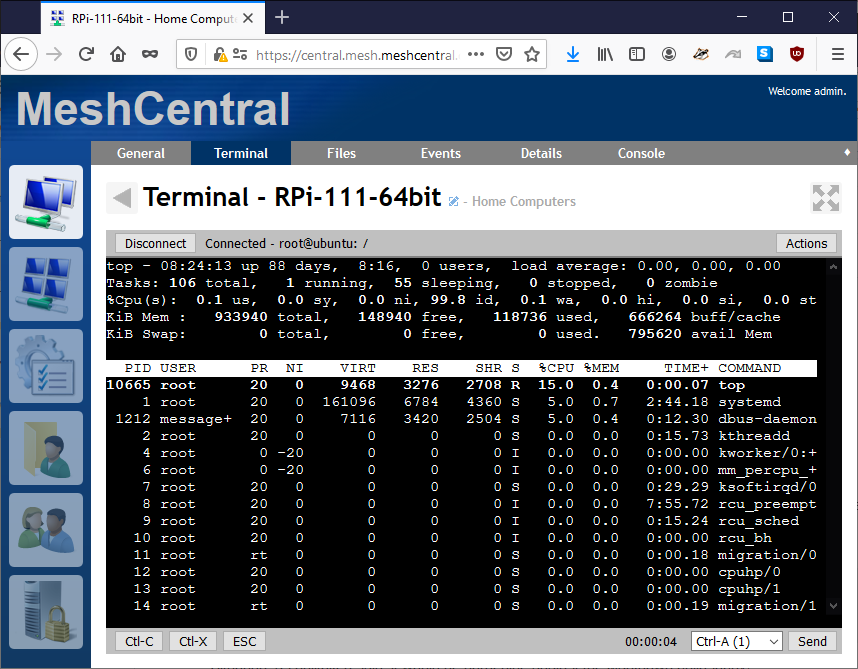 RPi-111-64bit - Home Compute
https://central.mesh.meshcentral.
S
UD
MeshCentral
Welcome admin.
General Terminal Files Events Details Console
Terminal - RPi-111-64bit - Home Computers
Disconnect Connected - root@ubuntu: / Actions
top - 08:24:13 up 88 days,  8:16,  0 users,  load average: 0.00, 0.00, 0.00
Tasks: 106 total,   1 running,  55 sleeping,   0 stopped,   0 zombie
%Cpu(s):  0.1 us,  0.0 sy,  0.0 ni, 99.8 id,  0.1 wa,  0.0 hi,  0.0 si,  0.0 st
KiB Mem :   933940 total,   148940 free,   118736 used,   666264 buff/cache
KiB Swap:        0 total,        0 free,        0 used.   795620 avail Mem
PID USER      PR  NI    VIRT    RES    SHR S  %CPU %MEM     TIME+ COMMAND
10665 root      20   0    9468   3276   2708 R  15.0  0.4   0:00.07 top
1 root      20   0  161096   6784   4360 S   5.0  0.7   2:44.18 systemd
1212 message+  20   0    7116   3420   2504 S   5.0  0.4   0:12.30 dbus-daemon
2 root      20   0       0      0      0 S   0.0  0.0   0:15.73 kthreadd
4 root       0 -20       0      0      0 I   0.0  0.0   0:00.00 kworker/0:+
6 root       0 -20       0      0      0 I   0.0  0.0   0:00.00 mm_percpu_+
7 root      20   0       0      0      0 S   0.0  0.0   0:29.29 ksoftirqd/0
8 root      20   0       0      0      0 I   0.0  0.0   7:55.72 rcu_preempt
9 root      20   0       0      0      0 I   0.0  0.0   0:15.24 rcu_sched
10 root      20   0       0      0      0 I   0.0  0.0   0:00.00 rcu_bh
11 root      rt   0       0      0      0 S   0.0  0.0   0:00.18 migration/0
12 root      20   0       0      0      0 S   0.0  0.0   0:00.00 cpuhp/0
13 root      20   0       0      0      0 S   0.0  0.0   0:00.00 cpuhp/1
14 root      rt   0       0      0      0 S   0.0  0.0   0:00.19 migration/1
Ctl-C Ctl-X ESC 00:00:04 Ctrl-A (1) Send